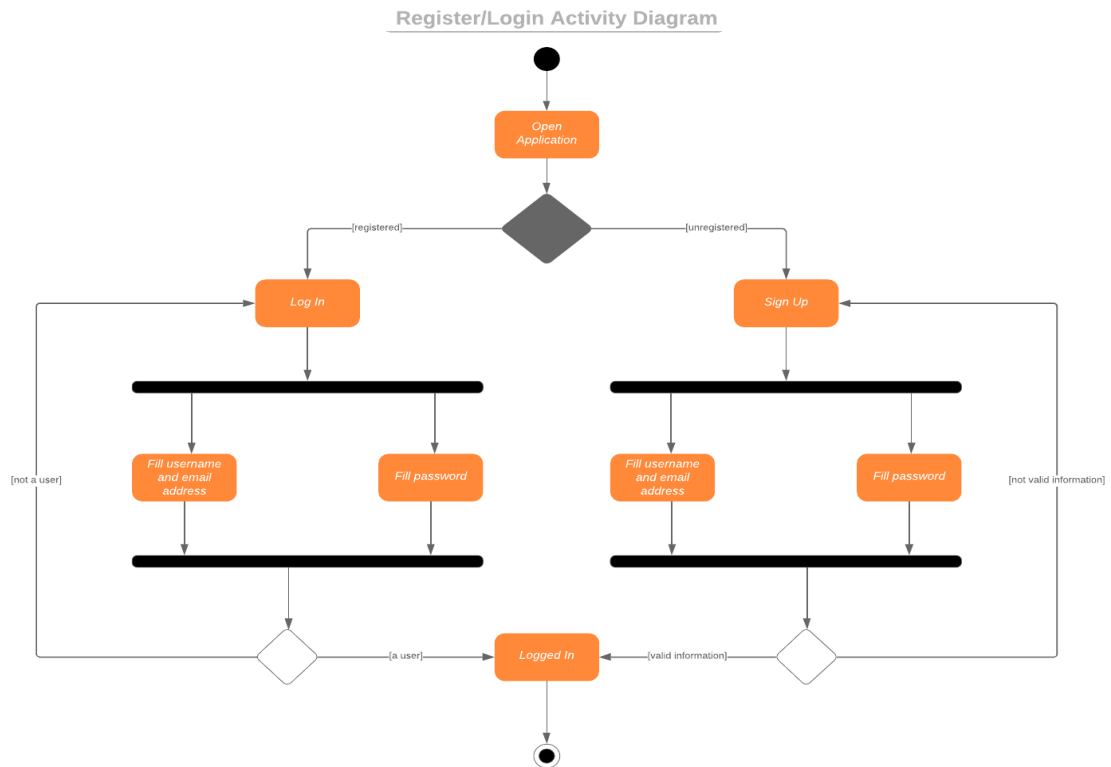 Register/Login Activity Diagram
Open
Application
[registered]
[unregistered]
Log In
Sign Up
Fill username
and email
address
Fill password
Fill username
and email
address
Fill password
[not a user]
[not valid information]
[a user]
Logged In
[valid information]